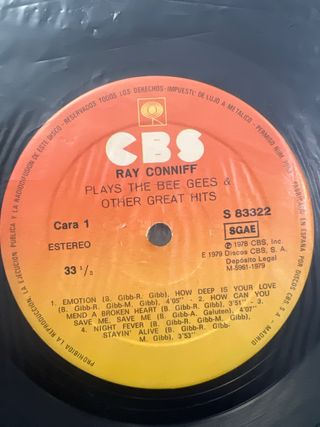 CBS
RAY CONNIFF
PLAYS THE BEE GEES &
OTHER GREAT HITS
Cara 1
ESTEREO
33 1/3
S 83322
SGAE
Ⓟ 1978 CBS, Inc.
E 1979 Discos CBS, S. A.
Depósito Legal
M-5961-1979
1. EMOTION (B. Gibb-R. Gibb), HOW DEEP IS YOUR LOVE
(B. Gibb-R. Gibb-M. Gibb), 4'05" - 2. HOW CAN YOU
MEND A BROKEN HEART (B. Gibb-R. Gibb), 3'51" - 3.
SAVE ME, SAVE ME (B. Gibb-A. Galuten), 4'07"
4. NIGHT FEVER (B. Gibb-R. Gibb-M. Gibb),
STAYIN' ALIVE (B. Gibb-R. Gibb-
M. Gibb), 3'53"
RESERVADOS TODOS LOS DERECHOS-IMPUESTO DE LUJO A METALICO - PERMISO NUM.
FABRICADO EN ESPAÑA POR DISCOS CBS, S. A. - MADRID
PROHIBIDA LA REPRODUCCION, LA EJECUCION PUBLICA Y LA RADIODIFUSION DE ESTE DISCO -